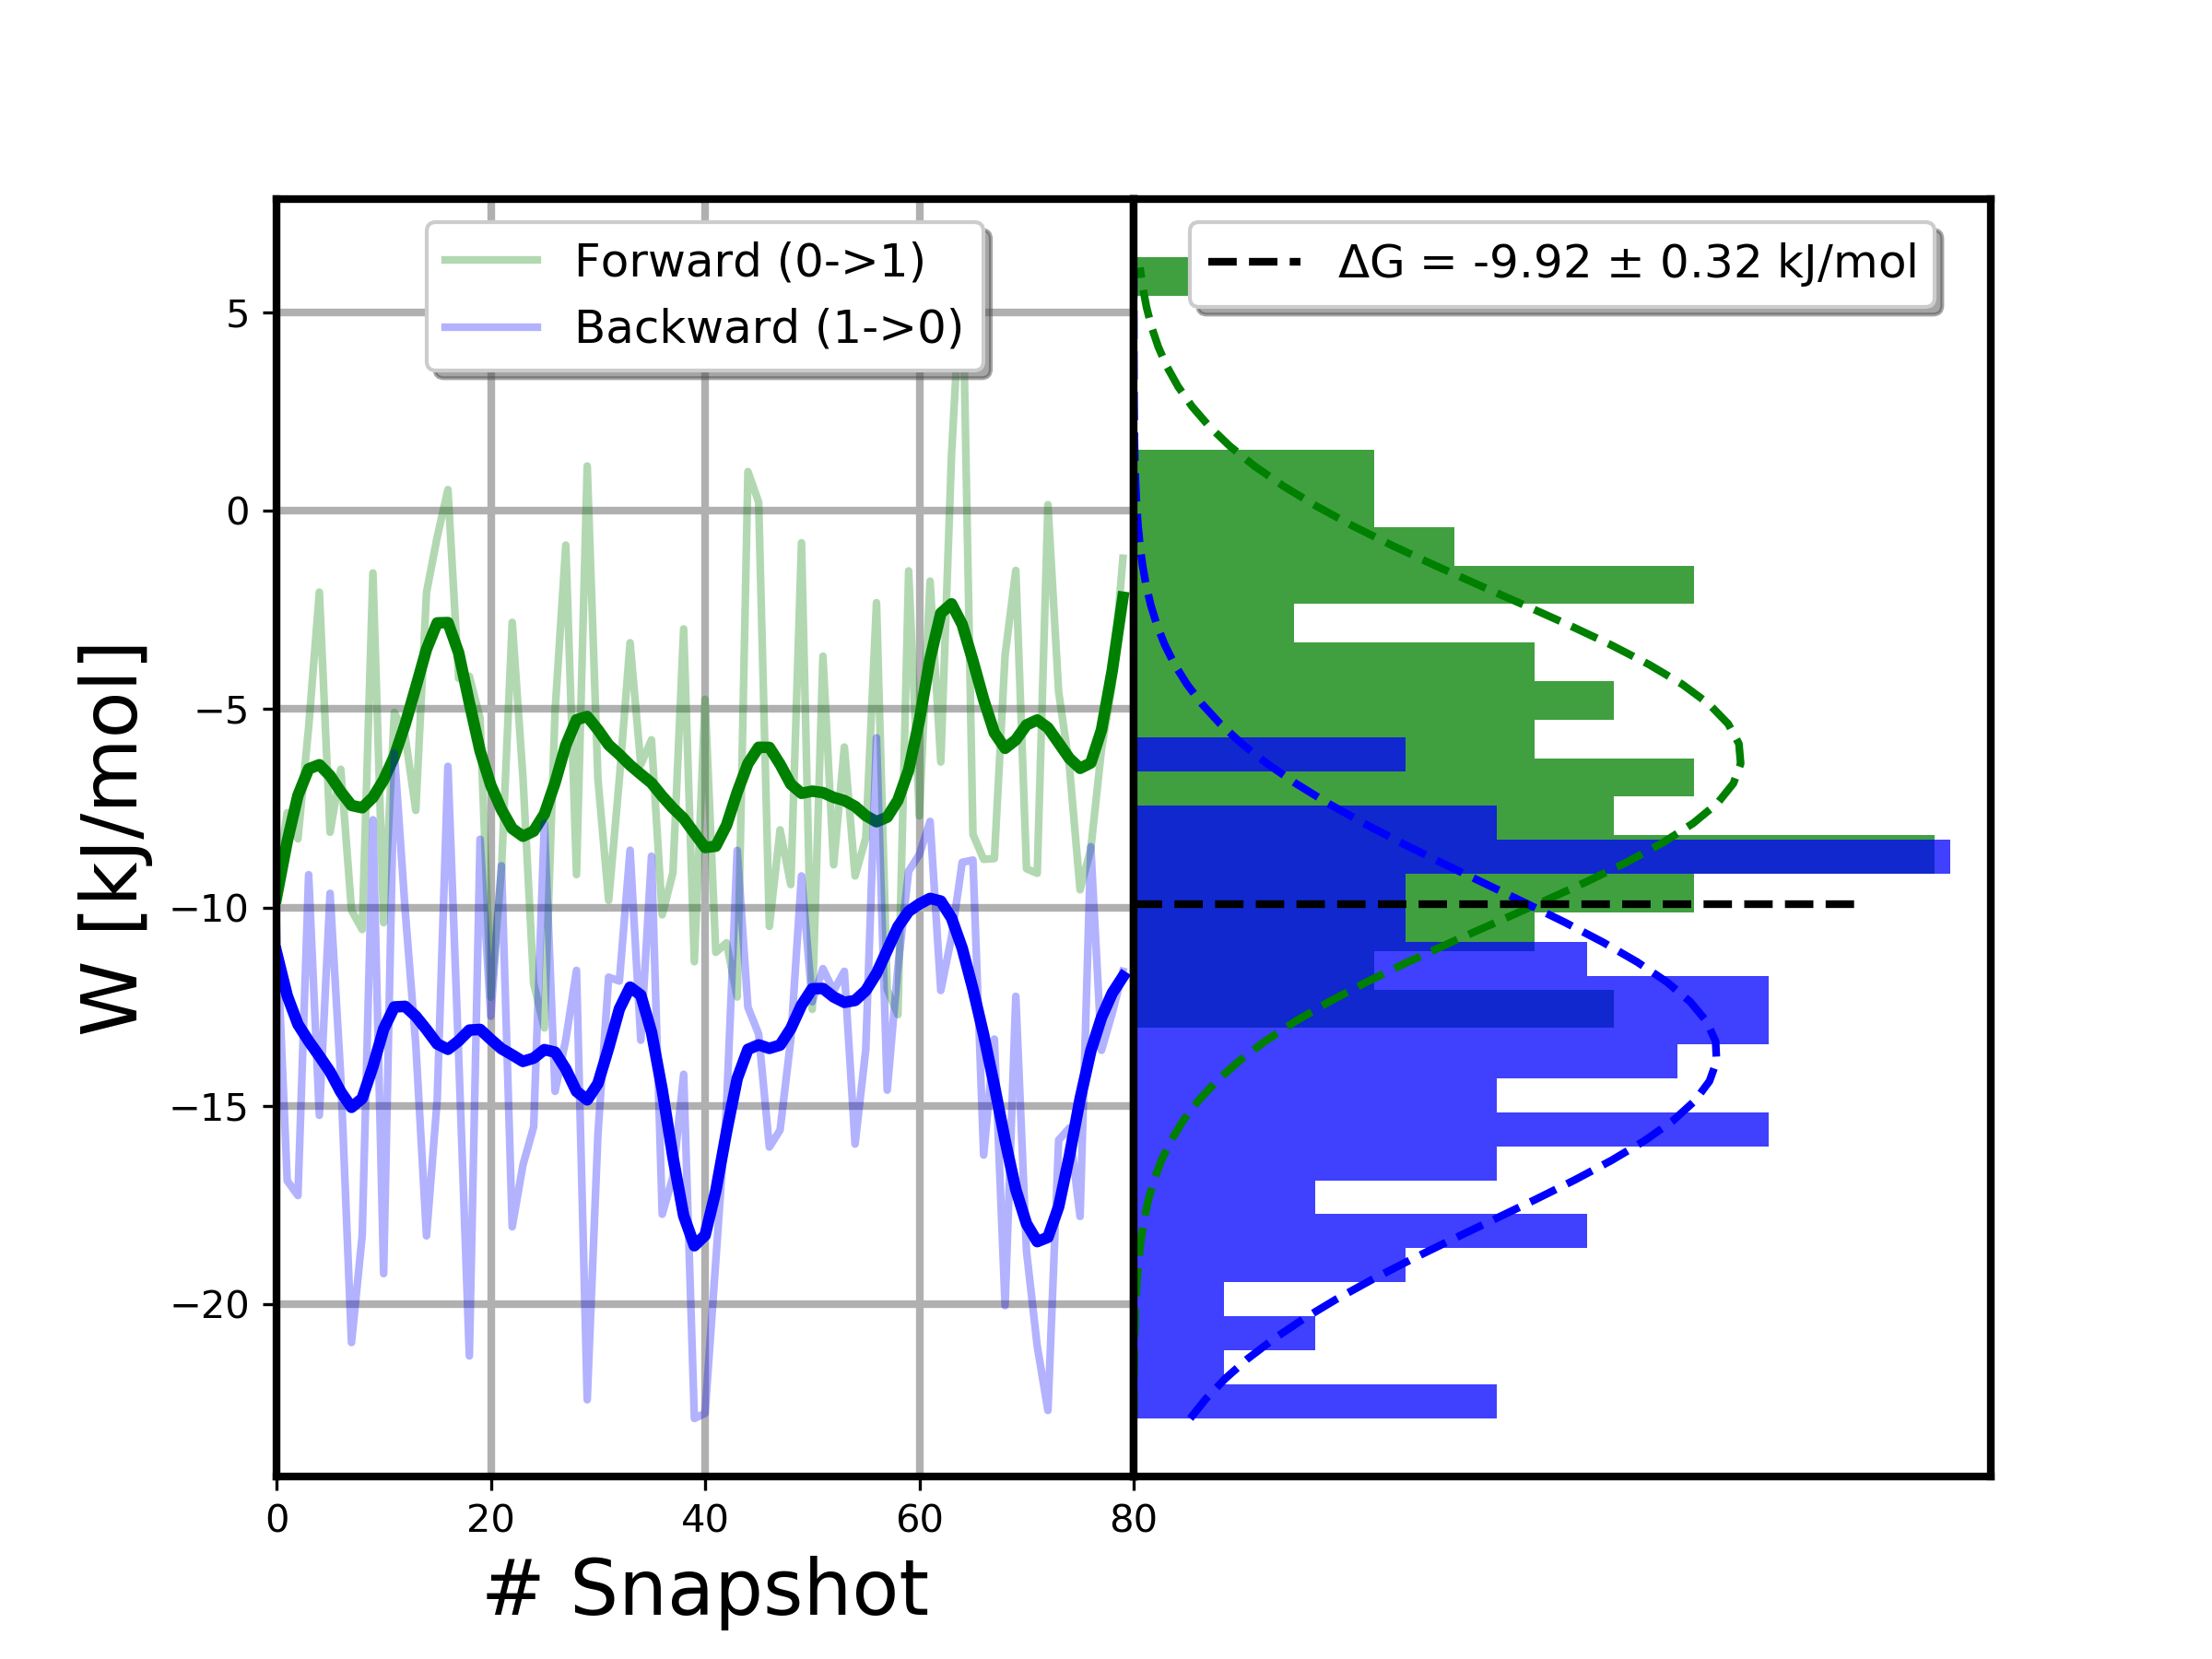 Forward (0->1)
Backward (1->0)
ΔG = -9.92 ± 0.32 kJ/mol
5
0
−5
−10
−15
−20
W [kJ/mol]
0 20 40 60 80
# Snapshot